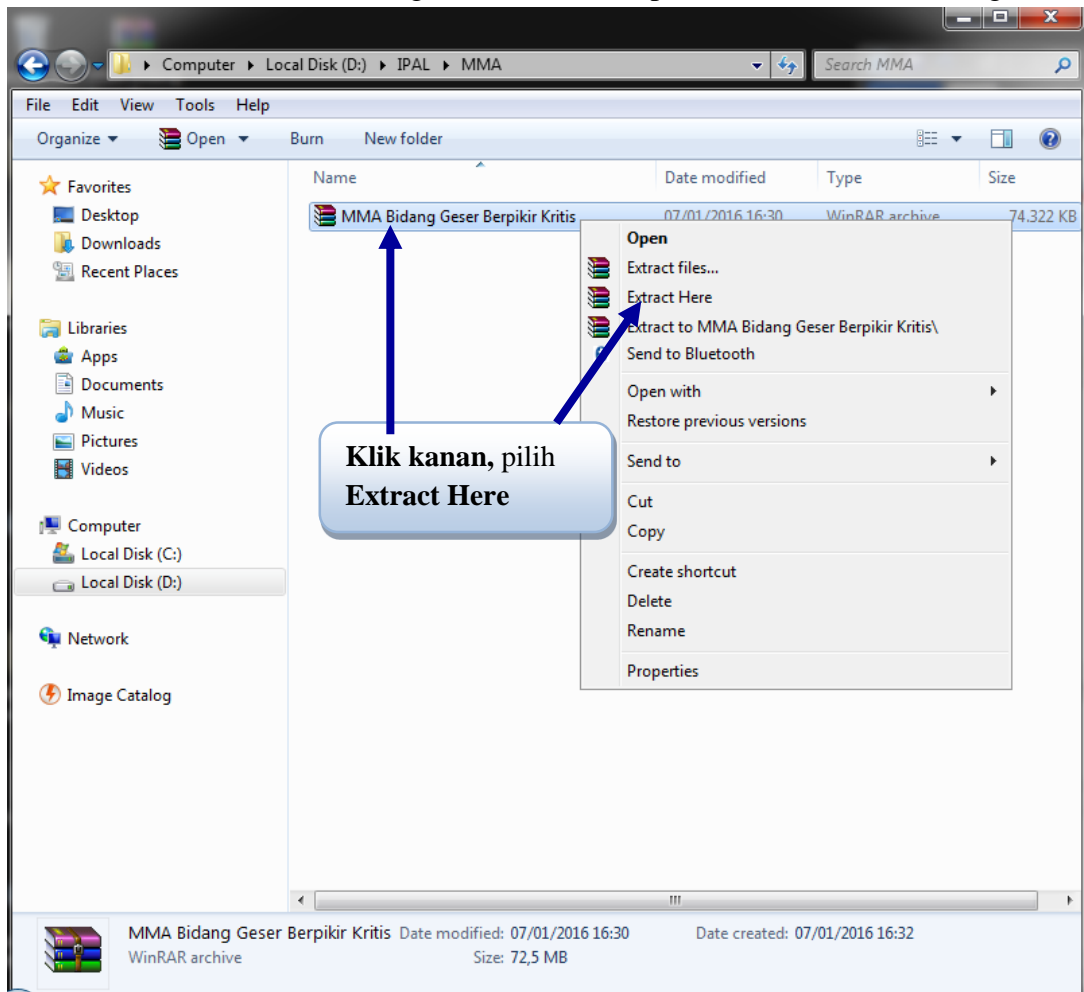 Computer ▸ Local Disk (D:) ▸ IPAL ▸ MMA
Search MMA
File Edit View Tools Help
Organize Open Burn New folder
Name Date modified Type Size
MMA Bidang Geser Berpikir Kritis 07/01/2016 16:30 WinRAR archive 74.322 KB
Favorites
Desktop
Downloads
Recent Places
Libraries
Apps
Documents
Music
Pictures
Videos
Computer
Local Disk (C:)
Local Disk (D:)
Network
Image Catalog
Open
Extract files...
Extract Here
Extract to MMA Bidang Geser Berpikir Kritis\
Send to Bluetooth
Open with
Restore previous versions
Send to
Cut
Copy
Create shortcut
Delete
Rename
Properties
Klik kanan, pilih
Extract Here
MMA Bidang Geser Berpikir Kritis Date modified: 07/01/2016 16:30 Date created: 07/01/2016 16:32
WinRAR archive Size: 72,5 MB